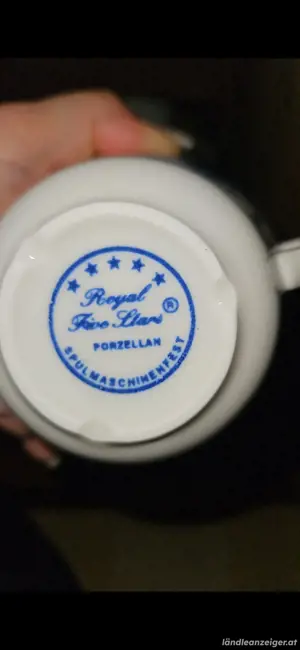 Royal
Five Stars ®
PORZELLAN
SPÜLMASCHINENFEST
ländleanzeiger.at